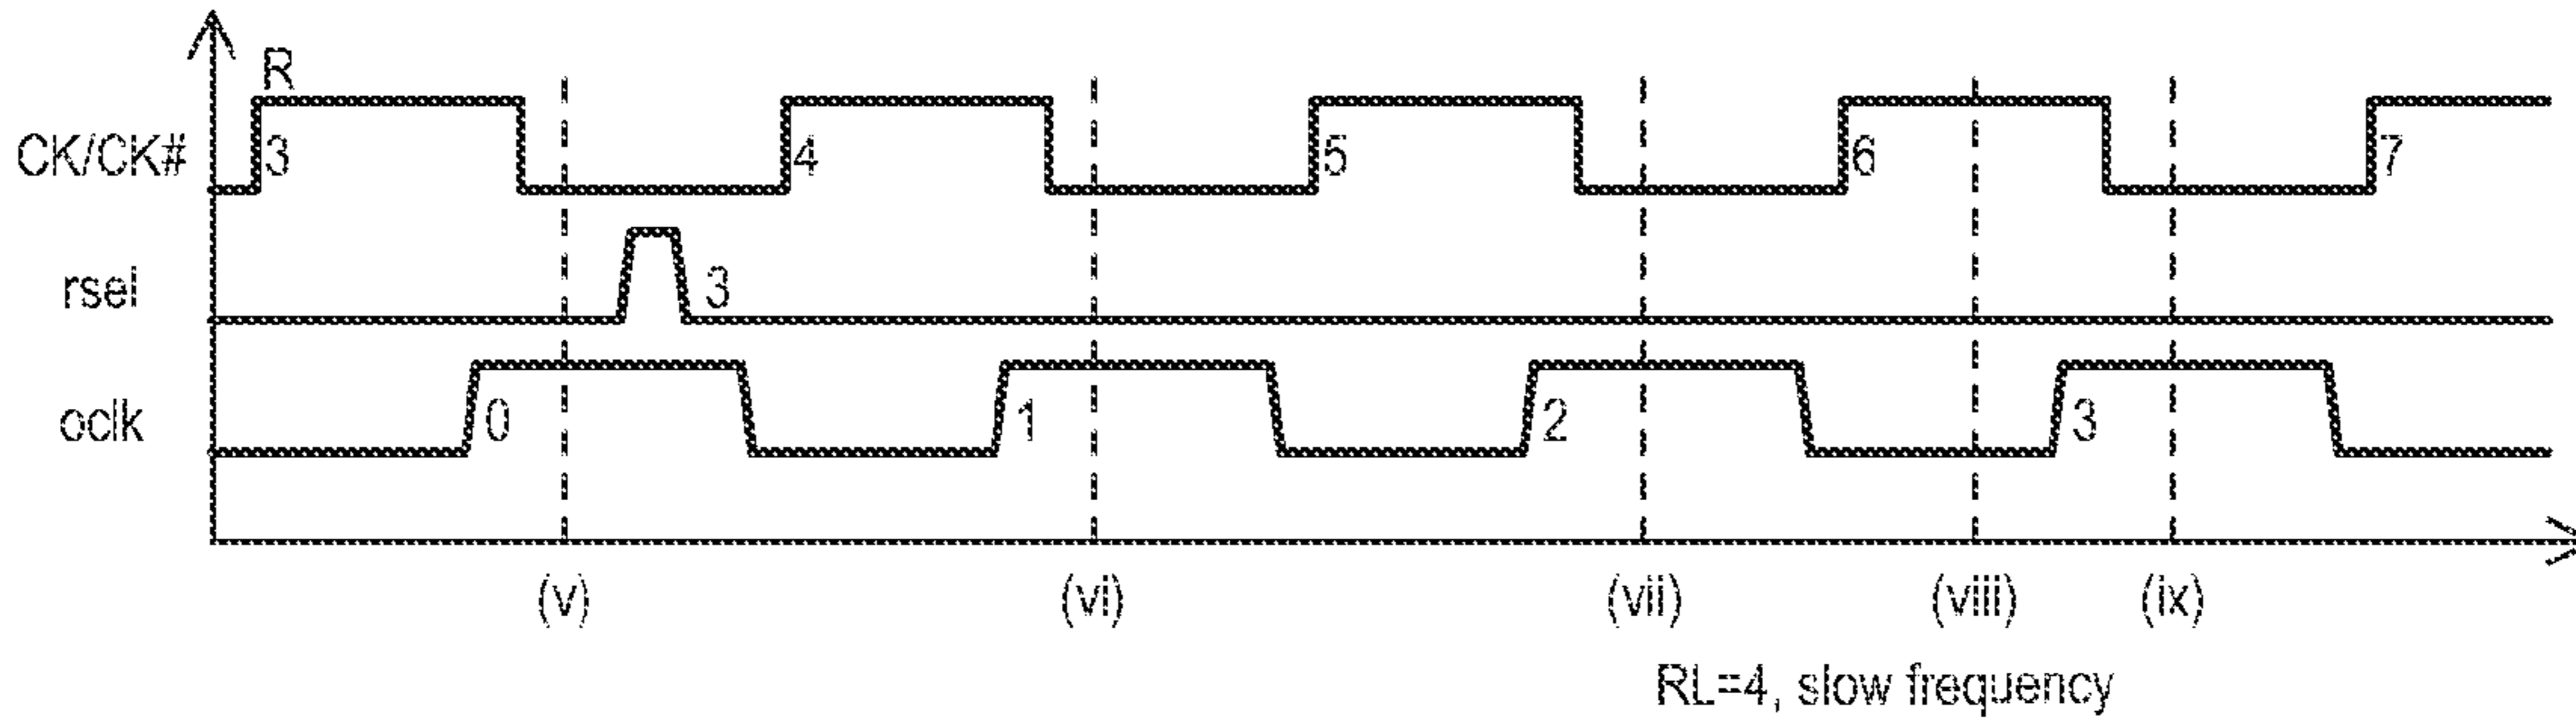 R
CK/CK# 3 4 5 6 7
rsel 3
oclk 0 1 2 3
(v) (vi) (vii) (viii) (ix)
RL=4, slow frequency